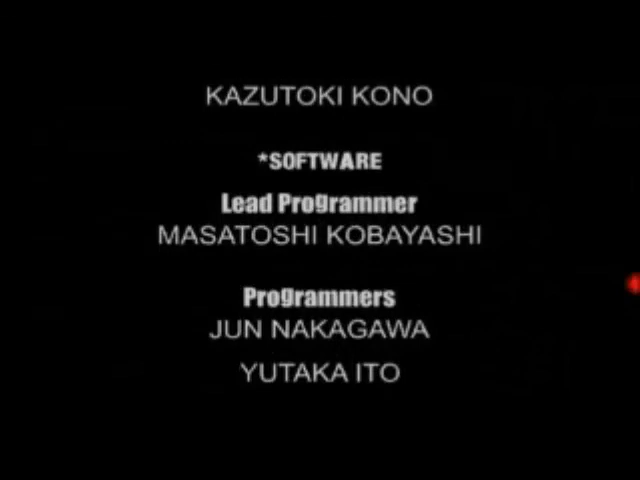 KAZUTOKI KONO
*SOFTWARE
Lead Programmer
MASATOSHI KOBAYASHI
Programmers
JUN NAKAGAWA
YUTAKA ITO